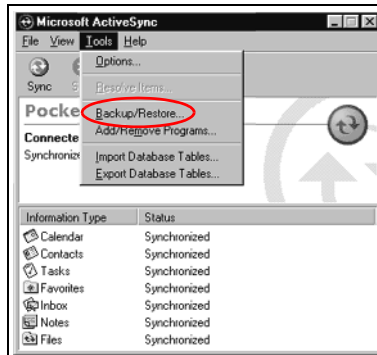 Microsoft ActiveSync
File View Tools Help
Options...
Sync
Resolve Items...
Pocke
Backup/Restore...
Add/Remove Programs...
Connecte
Synchronize
Import Database Tables...
Export Database Tables...
Information Type Status
Calendar Synchronized
Contacts Synchronized
Tasks Synchronized
Favorites Synchronized
Inbox Synchronized
Notes Synchronized
Files Synchronized